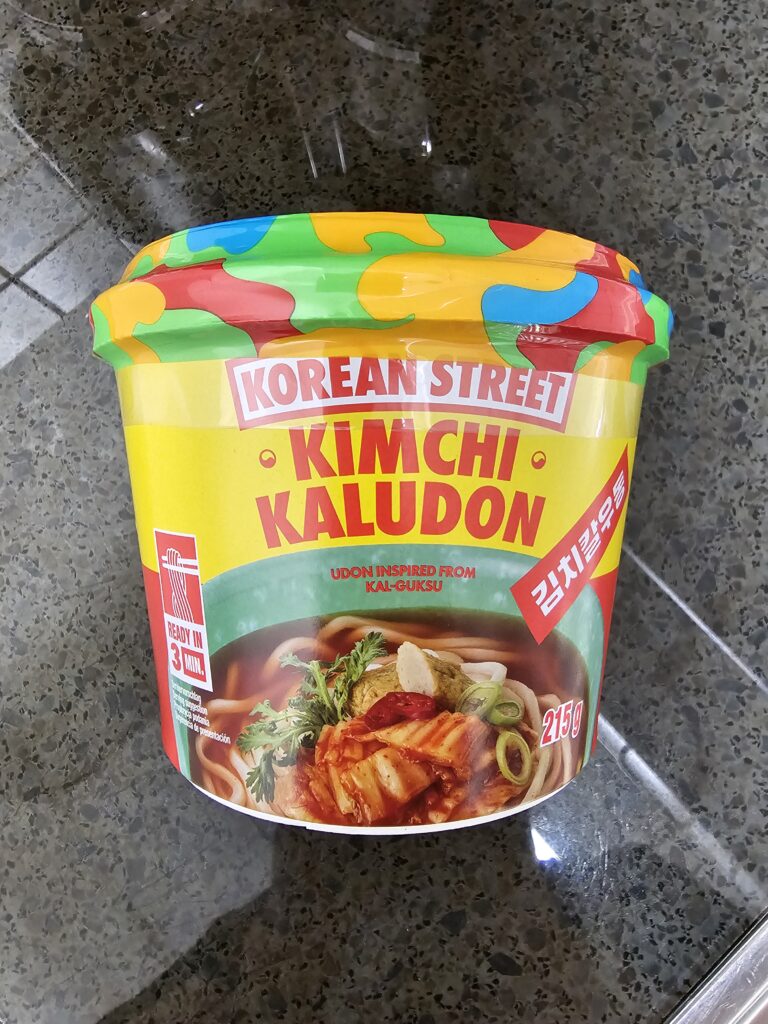 KOREAN STREET
KIMCHI
KALUDON
UDON INSPIRED FROM
KAL-GUKSU
김치칼우동
READY IN
3 MIN.
215 g